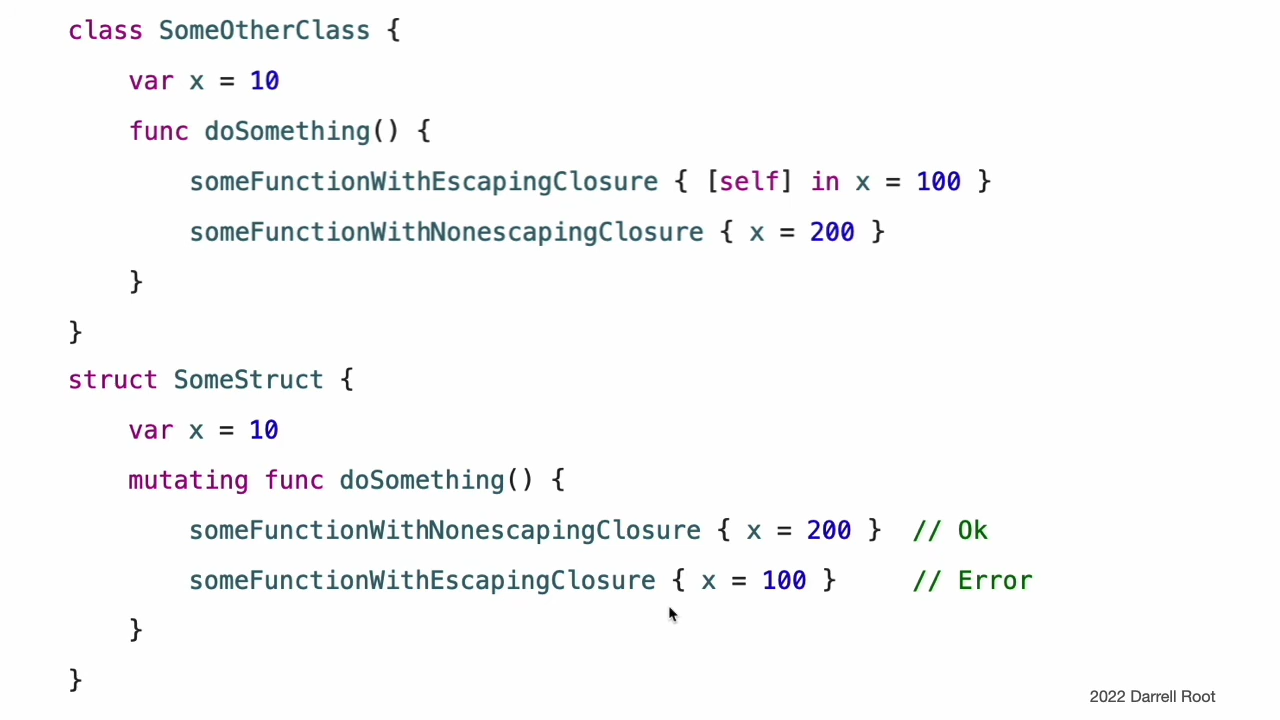 class SomeOtherClass {
    var x = 10
    func doSomething() {
        someFunctionWithEscapingClosure { [self] in x = 100 }
        someFunctionWithNonescapingClosure { x = 200 }
    }
}
struct SomeStruct {
    var x = 10
    mutating func doSomething() {
        someFunctionWithNonescapingClosure { x = 200 }  // Ok
        someFunctionWithEscapingClosure { x = 100 }     // Error
    }
}
2022 Darrell Root